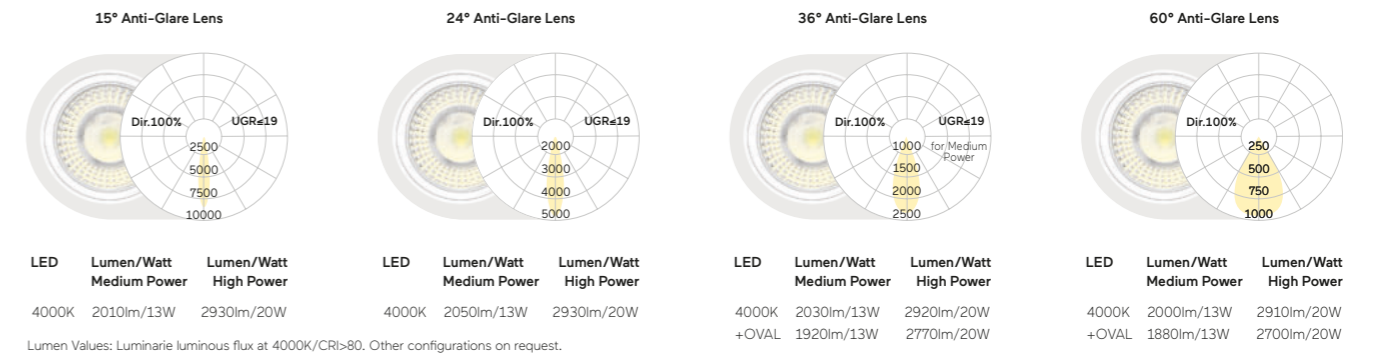 15° Anti-Glare Lens
Dir.100%
UGR≤19
2500
5000
7500
10000
LED Lumen/Watt Medium Power Lumen/Watt High Power
4000K 2010lm/13W 2930lm/20W
24° Anti-Glare Lens
Dir.100%
UGR≤19
2000
3000
4000
5000
LED Lumen/Watt Medium Power Lumen/Watt High Power
4000K 2050lm/13W 2930lm/20W
36° Anti-Glare Lens
Dir.100%
UGR≤19
for Medium
Power
1000
1500
2000
2500
LED Lumen/Watt Medium Power Lumen/Watt High Power
4000K 2030lm/13W 2920lm/20W
+OVAL 1920lm/13W 2770lm/20W
60° Anti-Glare Lens
Dir.100%
250
500
750
1000
LED Lumen/Watt Medium Power Lumen/Watt High Power
4000K 2000lm/13W 2910lm/20W
+OVAL 1880lm/13W 2700lm/20W
Lumen Values: Luminarie luminous flux at 4000K/CRI>80. Other configurations on request.